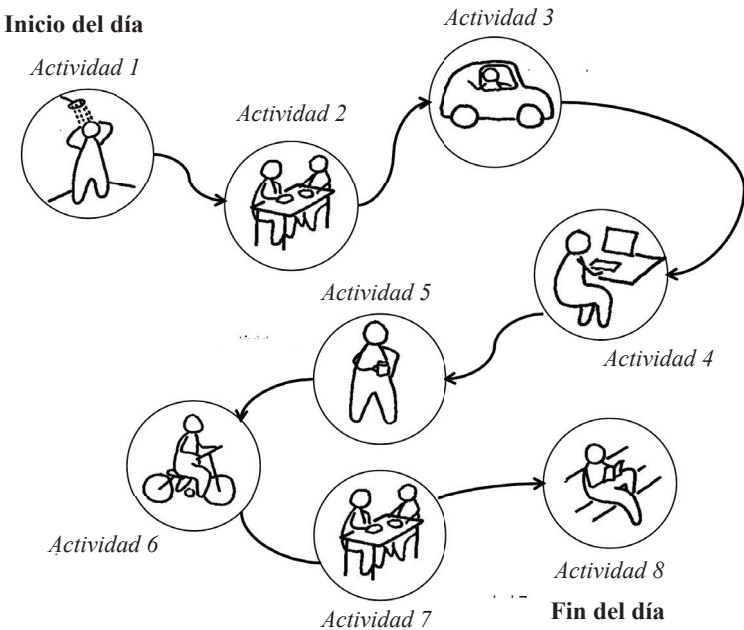 Inicio del día
Actividad 1
Actividad 2
Actividad 3
Actividad 4
Actividad 5
Actividad 6
Actividad 7
Actividad 8
Fin del día